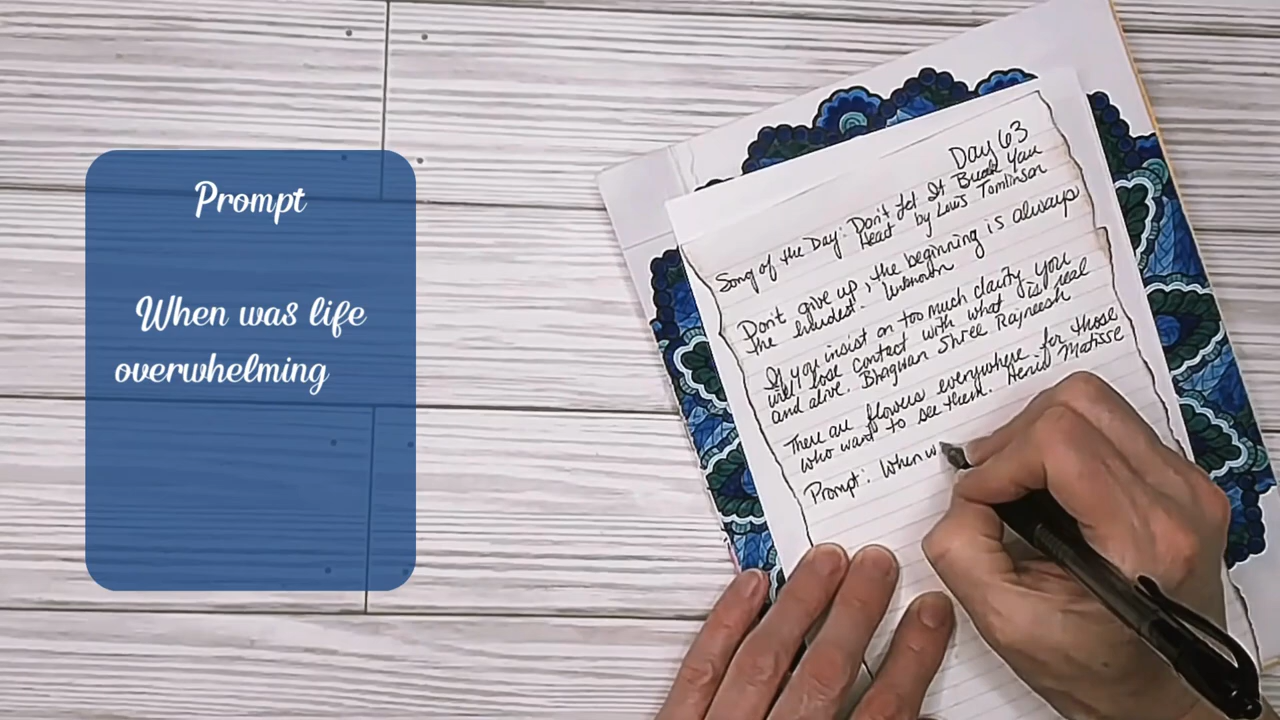 Prompt
When was life
overwhelming
Day 63
Song of the Day: Don't Let It Break You
Heart by Louis Tomlinson
Don't give up, the beginning is always
the hardest. Unknown
If you insist on too much clarity you
will lose contact with what is real
and alive. Bhagwan Shree Rajneesh
There are flowers everywhere for those
who want to see them. Henri Matisse
Prompt: When w